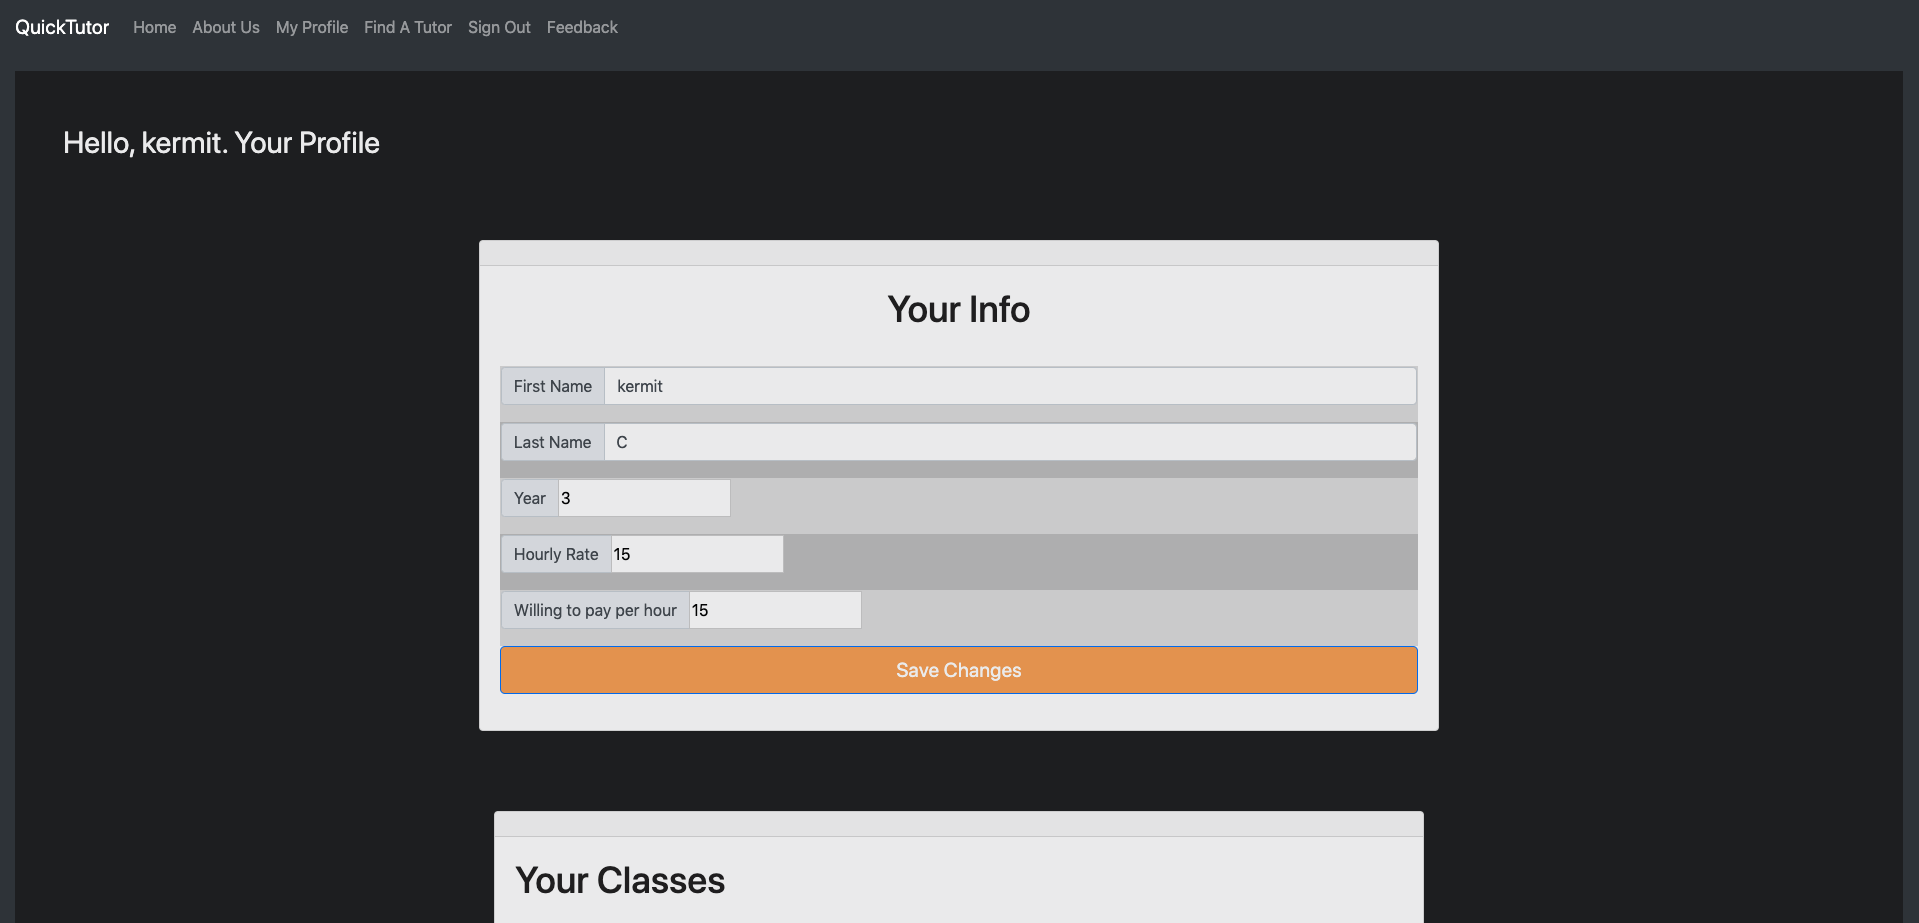 QuickTutor Home About Us My Profile Find A Tutor Sign Out Feedback
Hello, kermit. Your Profile
Your Info
First Name kermit
Last Name C
Year 3
Hourly Rate 15
Willing to pay per hour 15
Save Changes
Your Classes